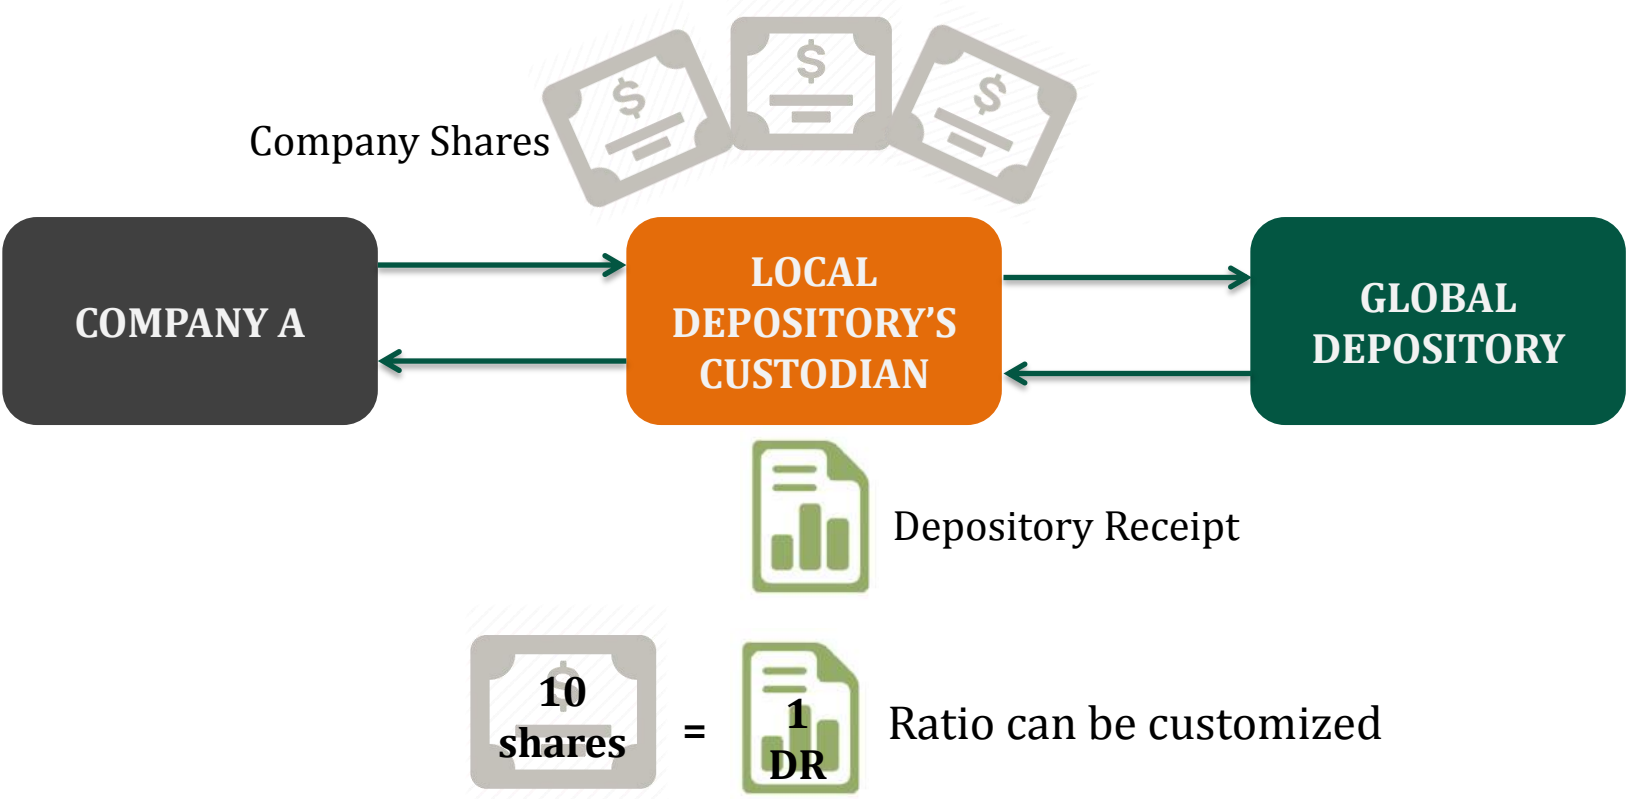 $ $ $
Company Shares
COMPANY A
LOCAL
DEPOSITORY’S
CUSTODIAN
GLOBAL
DEPOSITORY
Depository Receipt
$
10
shares
=
1
DR
Ratio can be customized